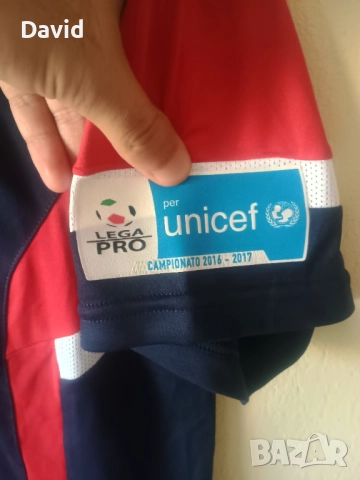 David
LEGA
PRO
per
unicef
CAMPIONATO 2016 - 2017
BAZAR